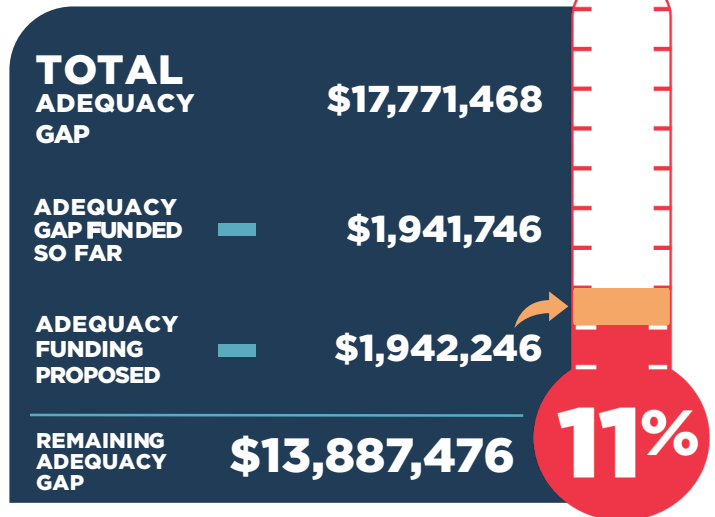 TOTAL
ADEQUACY
GAP
$17,771,468
ADEQUACY
GAP FUNDED
SO FAR
$1,941,746
ADEQUACY
FUNDING
PROPOSED
$1,942,246
REMAINING
ADEQUACY
GAP
$13,887,476
11%